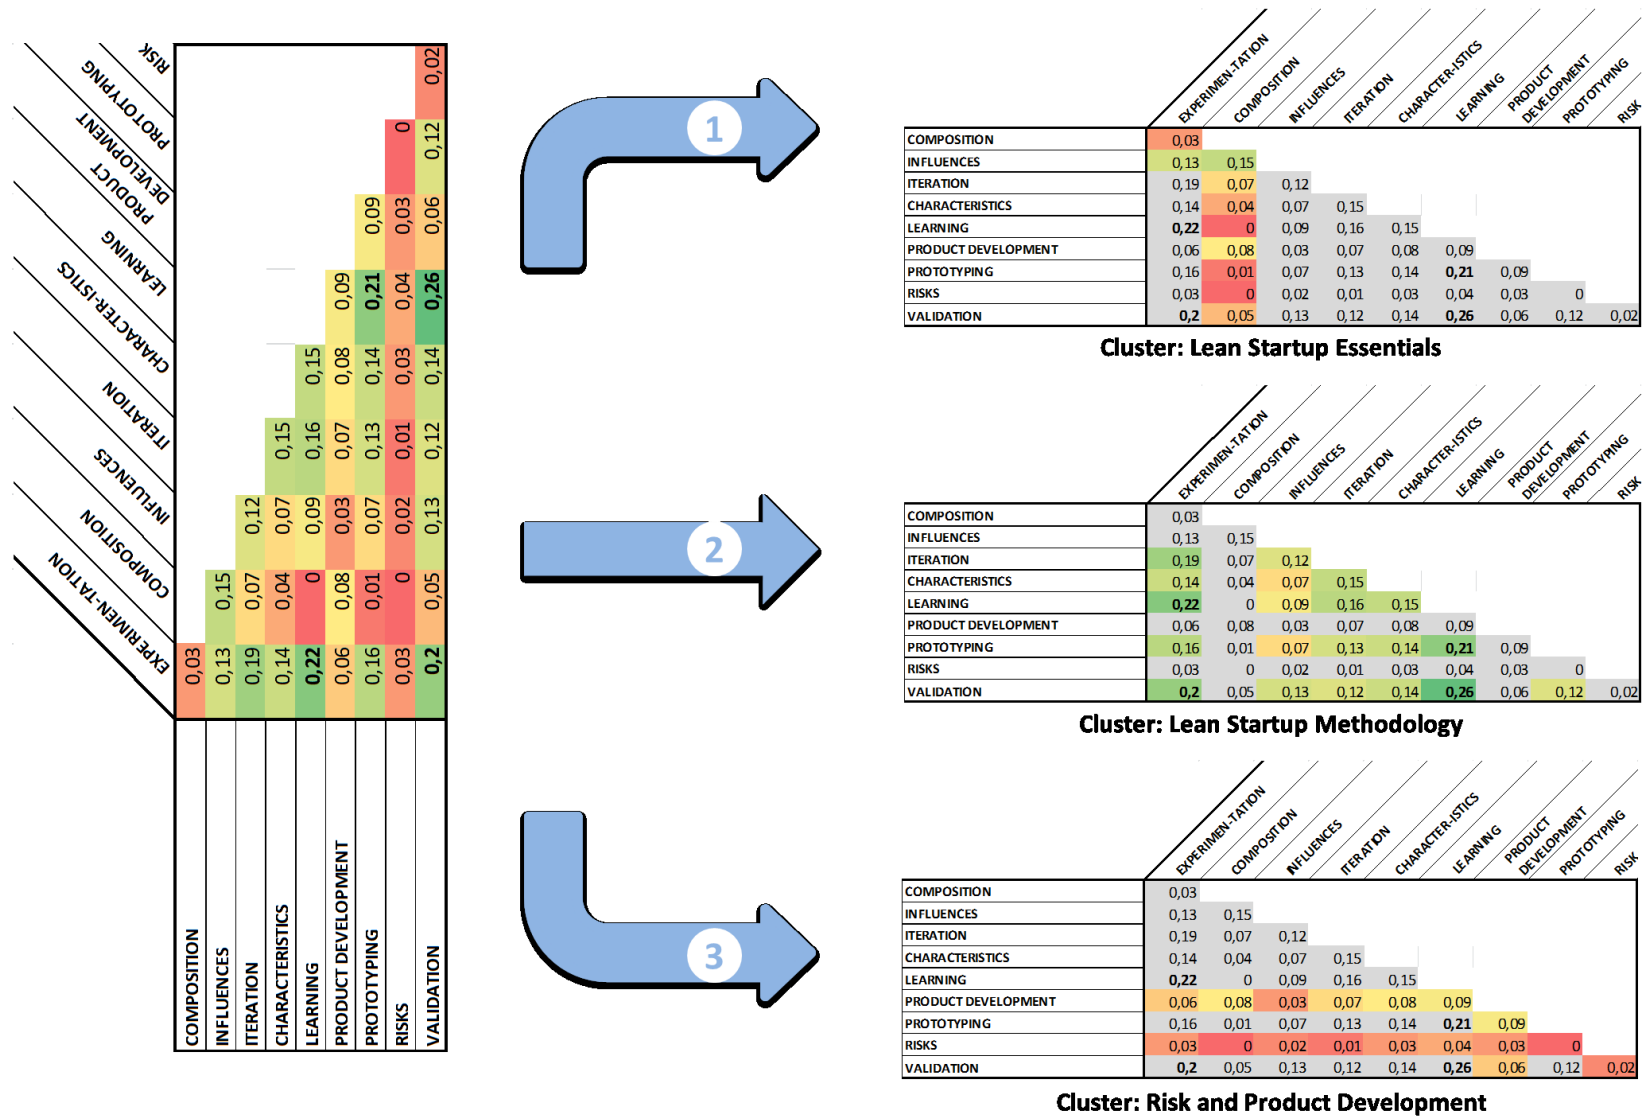 EXPERIMEN-TATION COMPOSITION INFLUENCES ITERATION CHARACTER-ISTICS LEARNING PRODUCT DEVELOPMENT PROTOTYPING RISK
COMPOSITION 0,03
INFLUENCES 0,13 0,15
ITERATION 0,19 0,07 0,12
CHARACTERISTICS 0,14 0,04 0,07 0,15
LEARNING 0,22 0 0,09 0,16 0,15
PRODUCT DEVELOPMENT 0,06 0,08 0,03 0,07 0,08 0,09
PROTOTYPING 0,16 0,01 0,07 0,13 0,14 0,21 0,09
RISKS 0,03 0 0,02 0,01 0,03 0,04 0,03 0
VALIDATION 0,2 0,05 0,13 0,12 0,14 0,26 0,06 0,12 0,02
1
EXPERIMEN-TATION COMPOSITION INFLUENCES ITERATION CHARACTER-ISTICS LEARNING PRODUCT DEVELOPMENT PROTOTYPING RISK
COMPOSITION 0,03
INFLUENCES 0,13 0,15
ITERATION 0,19 0,07 0,12
CHARACTERISTICS 0,14 0,04 0,07 0,15
LEARNING 0,22 0 0,09 0,16 0,15
PRODUCT DEVELOPMENT 0,06 0,08 0,03 0,07 0,08 0,09
PROTOTYPING 0,16 0,01 0,07 0,13 0,14 0,21 0,09
RISKS 0,03 0 0,02 0,01 0,03 0,04 0,03 0
VALIDATION 0,2 0,05 0,13 0,12 0,14 0,26 0,06 0,12 0,02
Cluster: Lean Startup Essentials
2
EXPERIMEN-TATION COMPOSITION INFLUENCES ITERATION CHARACTER-ISTICS LEARNING PRODUCT DEVELOPMENT PROTOTYPING RISK
COMPOSITION 0,03
INFLUENCES 0,13 0,15
ITERATION 0,19 0,07 0,12
CHARACTERISTICS 0,14 0,04 0,07 0,15
LEARNING 0,22 0 0,09 0,16 0,15
PRODUCT DEVELOPMENT 0,06 0,08 0,03 0,07 0,08 0,09
PROTOTYPING 0,16 0,01 0,07 0,13 0,14 0,21 0,09
RISKS 0,03 0 0,02 0,01 0,03 0,04 0,03 0
VALIDATION 0,2 0,05 0,13 0,12 0,14 0,26 0,06 0,12 0,02
Cluster: Lean Startup Methodology
3
EXPERIMEN-TATION COMPOSITION INFLUENCES ITERATION CHARACTER-ISTICS LEARNING PRODUCT DEVELOPMENT PROTOTYPING RISK
COMPOSITION 0,03
INFLUENCES 0,13 0,15
ITERATION 0,19 0,07 0,12
CHARACTERISTICS 0,14 0,04 0,07 0,15
LEARNING 0,22 0 0,09 0,16 0,15
PRODUCT DEVELOPMENT 0,06 0,08 0,03 0,07 0,08 0,09
PROTOTYPING 0,16 0,01 0,07 0,13 0,14 0,21 0,09
RISKS 0,03 0 0,02 0,01 0,03 0,04 0,03 0
VALIDATION 0,2 0,05 0,13 0,12 0,14 0,26 0,06 0,12 0,02
Cluster: Risk and Product Development